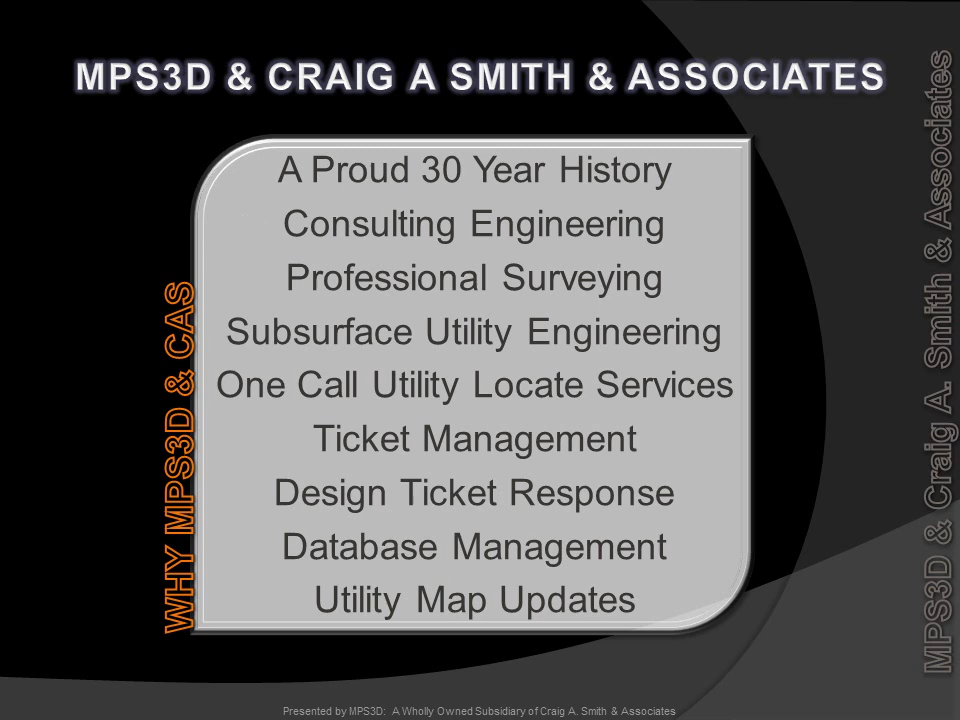 MPS3D & CRAIG A SMITH & ASSOCIATES
WHY MPS3D & CAS
A Proud 30 Year History
Consulting Engineering
Professional Surveying
Subsurface Utility Engineering
One Call Utility Locate Services
Ticket Management
Design Ticket Response
Database Management
Utility Map Updates
MPS3D & Craig A. Smith & Associates
Presented by MPS3D: A Wholly Owned Subsidiary of Craig A. Smith & Associates